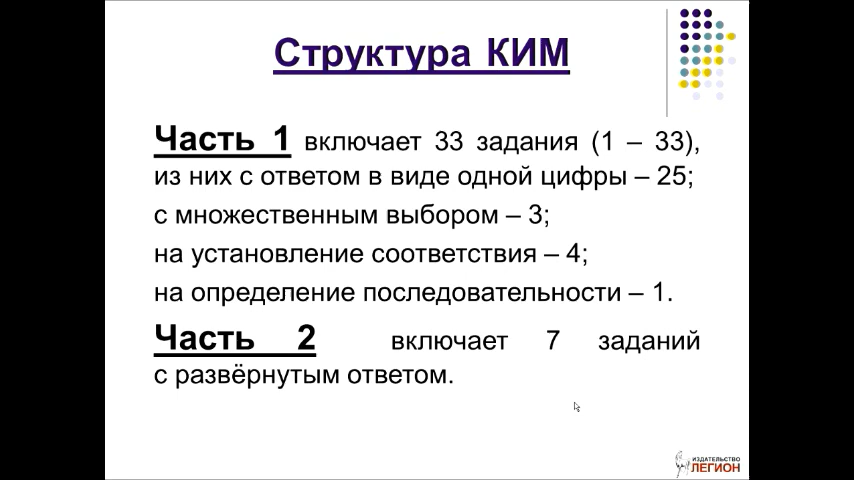 Структура КИМ
Часть 1 включает 33 задания (1 – 33),
из них с ответом в виде одной цифры – 25;
с множественным выбором – 3;
на установление соответствия – 4;
на определение последовательности – 1.
Часть 2 включает 7 заданий
с развёрнутым ответом.
ИЗДАТЕЛЬСТВО
ЛЕГИОН